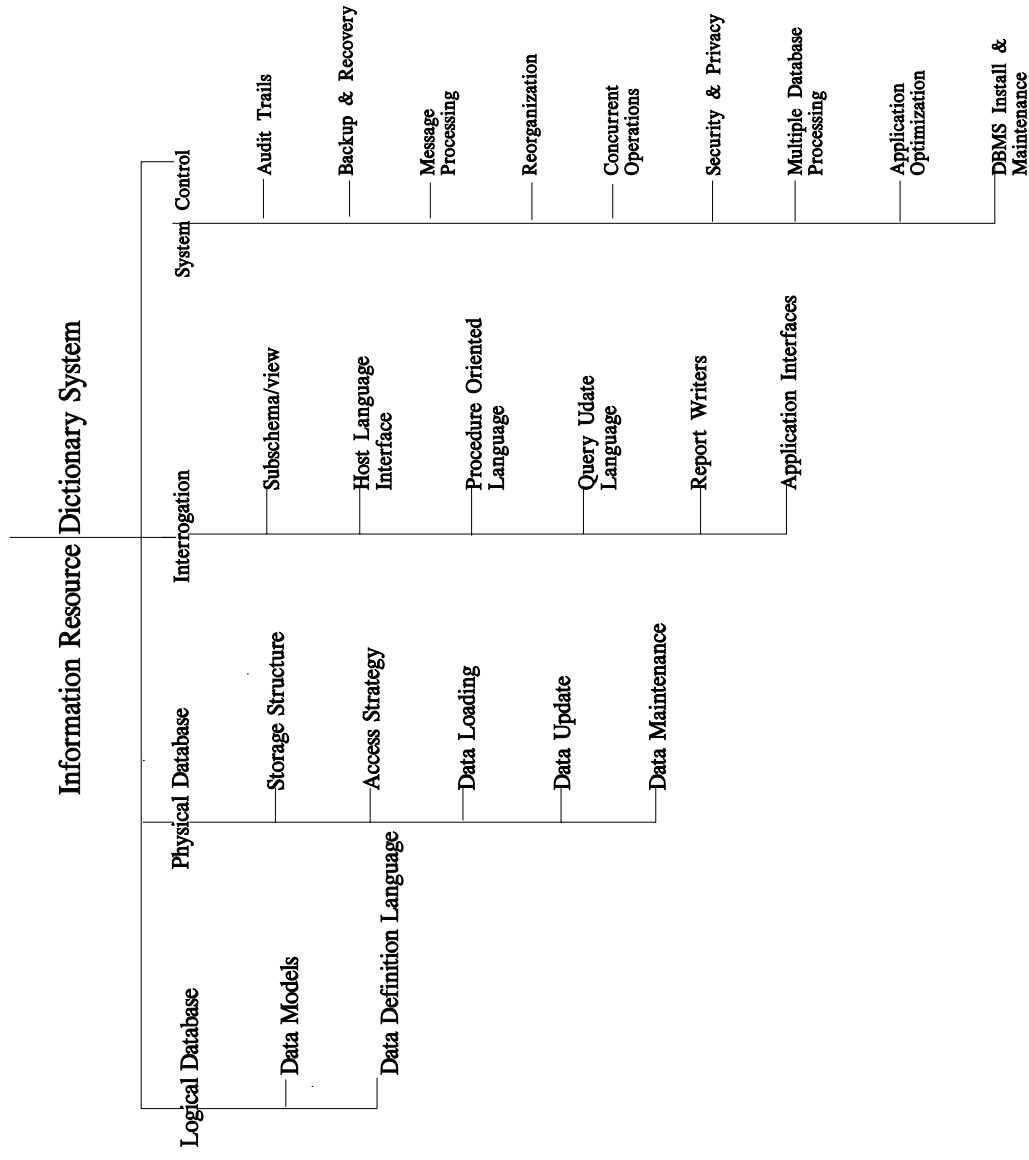 Information Resource Dictionary System
Logical Database
Data Models
Data Definition Language
Physical Database
Storage Structure
Access Strategy
Data Loading
Data Update
Data Maintenance
Interrogation
Subschema/view
Host Language
Interface
Procedure Oriented
Language
Query Udate
Language
Report Writers
Application Interfaces
System Control
Audit Trails
Backup & Recovery
Message
Processing
Reorganization
Concurrent
Operations
Security & Privacy
Multiple Database
Processing
Application
Optimization
DBMS Install &
Maintenance